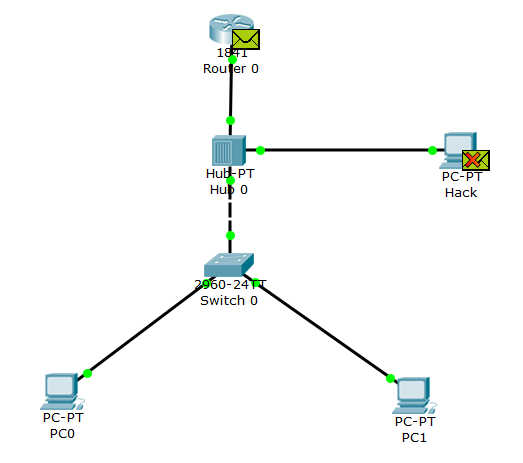 1841
Router 0
Hub-PT
Hub 0
PC-PT
Hack
2960-24TT
Switch 0
PC-PT
PC0
PC-PT
PC1